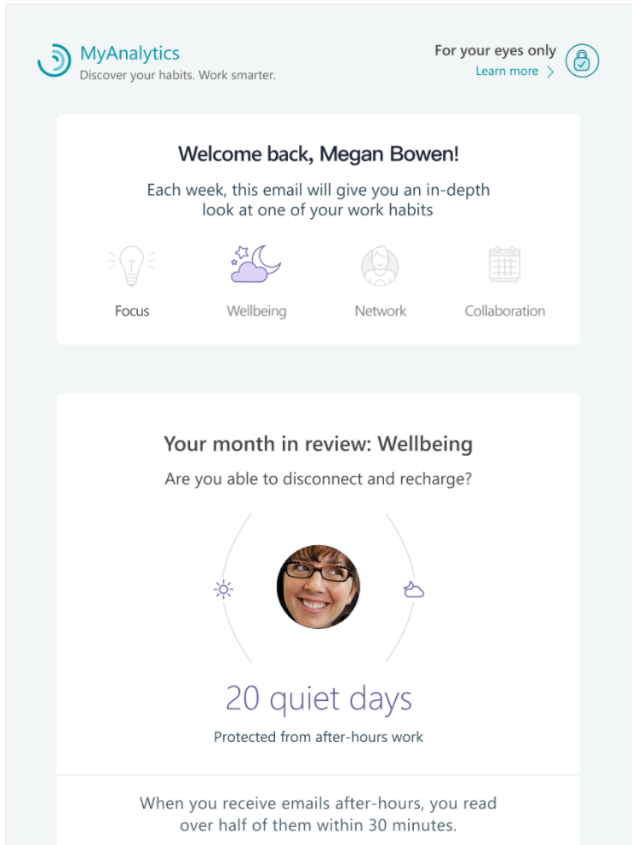 MyAnalytics
Discover your habits. Work smarter.
For your eyes only
Learn more >
Welcome back, Megan Bowen!
Each week, this email will give you an in-depth
look at one of your work habits
Focus
Wellbeing
Network
Collaboration
Your month in review: Wellbeing
Are you able to disconnect and recharge?
20 quiet days
Protected from after-hours work
When you receive emails after-hours, you read
over half of them within 30 minutes.